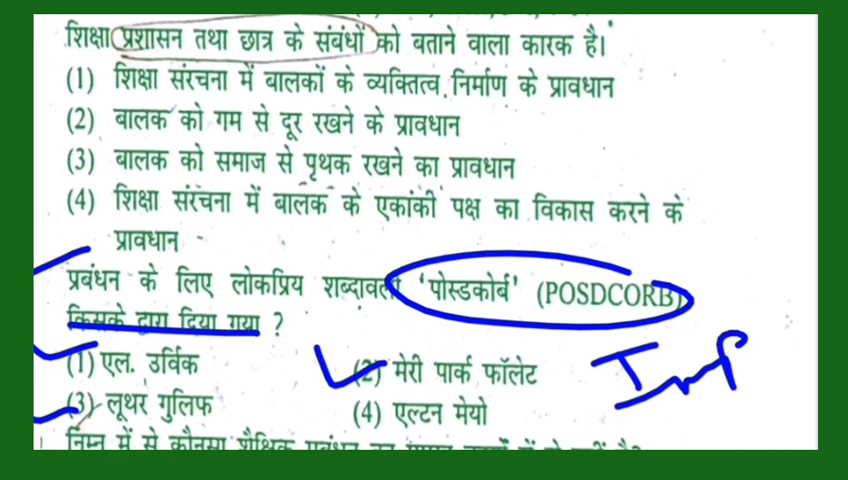 शिक्षा प्रशासन तथा छात्र के संबंधों को बताने वाला कारक है।
(1) शिक्षा संरचना में बालकों के व्यक्तित्व निर्माण के प्रावधान
(2) बालक को गम से दूर रखने के प्रावधान
(3) बालक को समाज से पृथक रखने का प्रावधान
(4) शिक्षा संरचना में बालक के एकांकी पक्ष का विकास करने के
प्रावधान
प्रबंधन के लिए लोकप्रिय शब्दावली 'पोस्डकोर्ब' (POSDCORB)
किसके द्वारा दिया गया ?
(1) एल. उर्विक (2) मेरी पार्क फॉलेट
Imp
(3) लूथर गुलिफ (4) एल्टन मेयो
निम्न में से कौनसा शैक्षिक